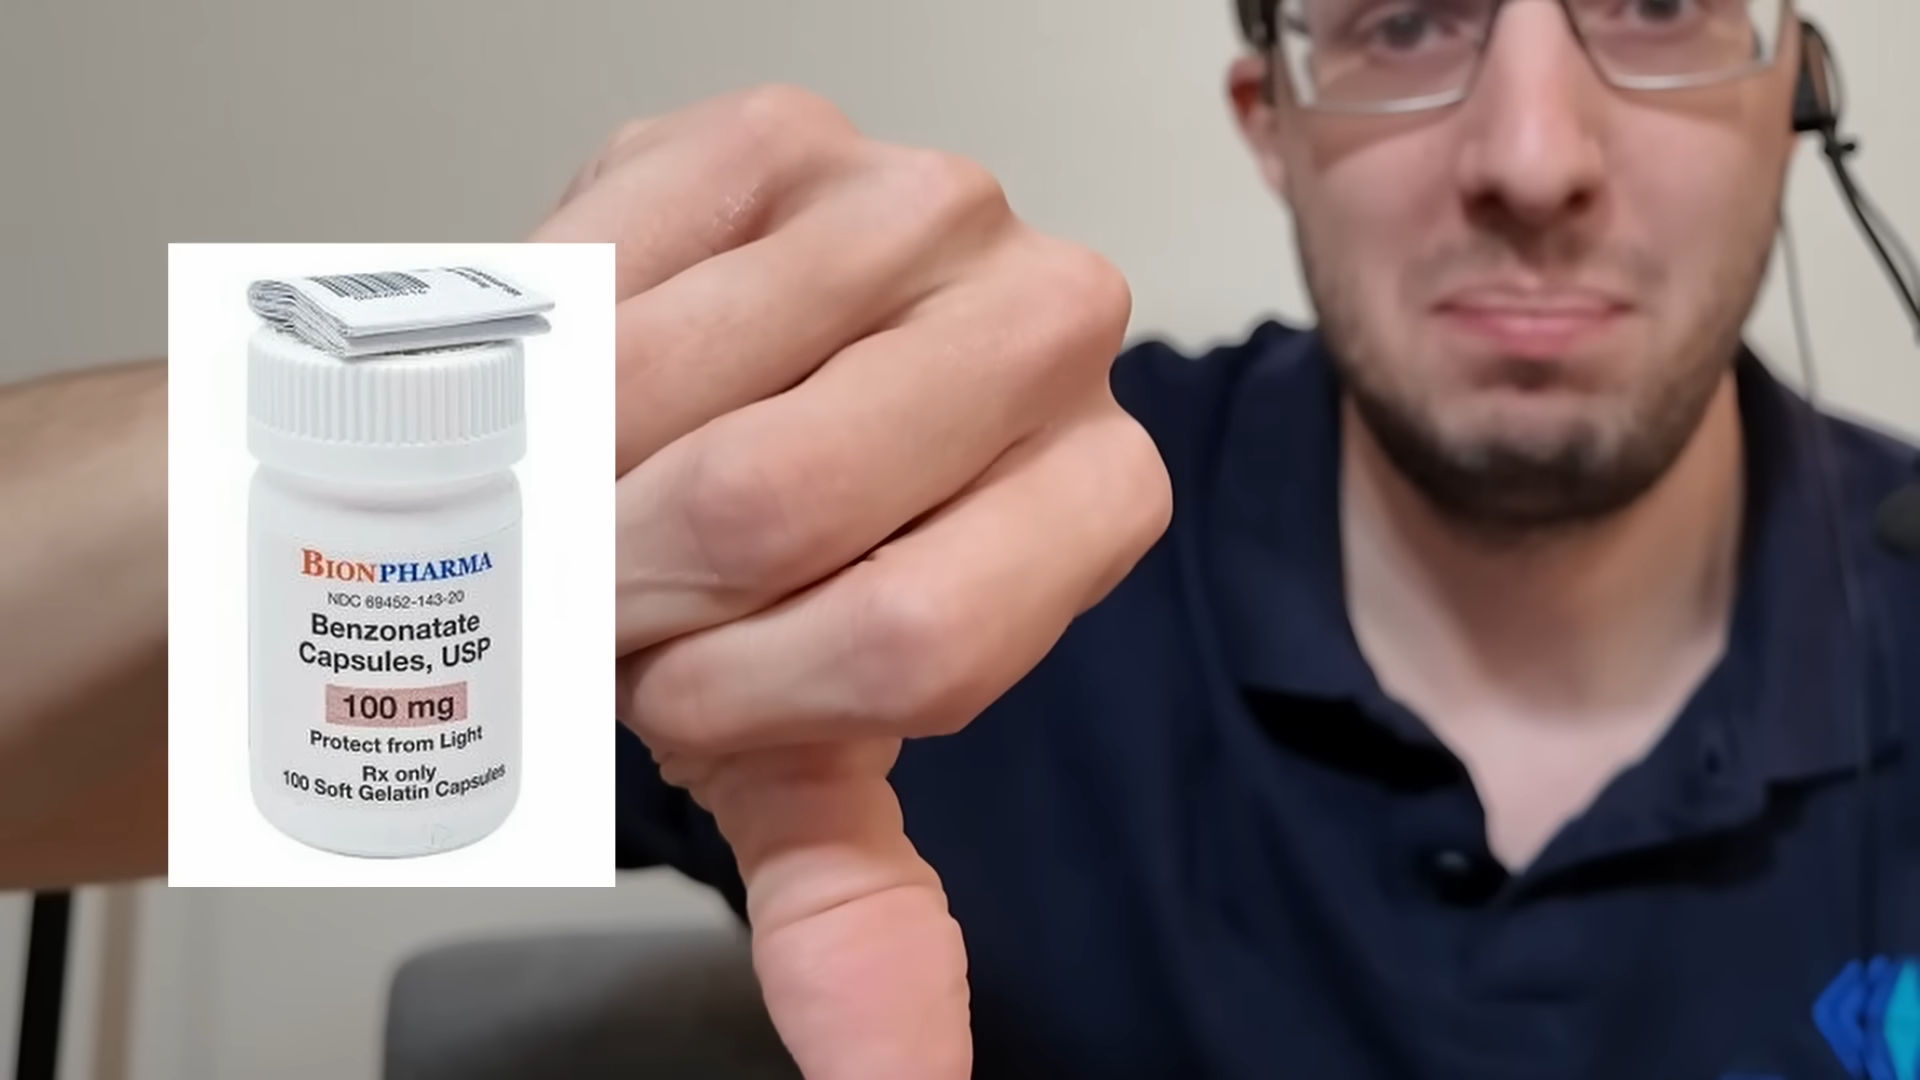 BIONPHARMA
NDC 69452-143-20
Benzonatate
Capsules, USP
100 mg
Protect from Light
Rx only
100 Soft Gelatin Capsules